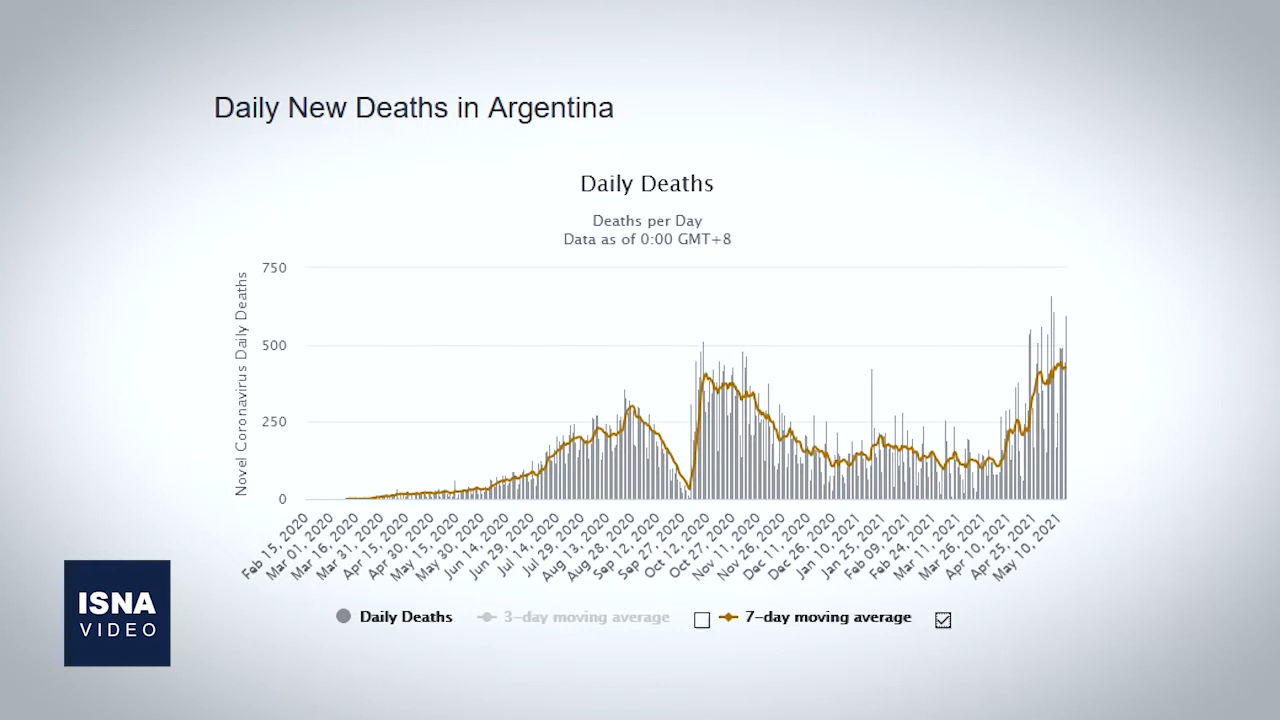 Daily New Deaths in Argentina
Daily Deaths
Deaths per Day
Data as of 0:00 GMT+8
Novel Coronavirus Daily Deaths
750
500
250
0
Feb 15, 2020
Mar 01, 2020
Mar 16, 2020
Mar 31, 2020
Apr 15, 2020
Apr 30, 2020
May 15, 2020
May 30, 2020
Jun 14, 2020
Jun 29, 2020
Jul 14, 2020
Jul 29, 2020
Aug 13, 2020
Aug 28, 2020
Sep 12, 2020
Sep 27, 2020
Oct 12, 2020
Oct 27, 2020
Nov 11, 2020
Nov 26, 2020
Dec 11, 2020
Dec 26, 2020
Jan 10, 2021
Jan 25, 2021
Feb 09, 2021
Feb 24, 2021
Mar 11, 2021
Mar 26, 2021
Apr 10, 2021
Apr 25, 2021
May 10, 2021
Daily Deaths 3-day moving average 7-day moving average
ISNA
VIDEO